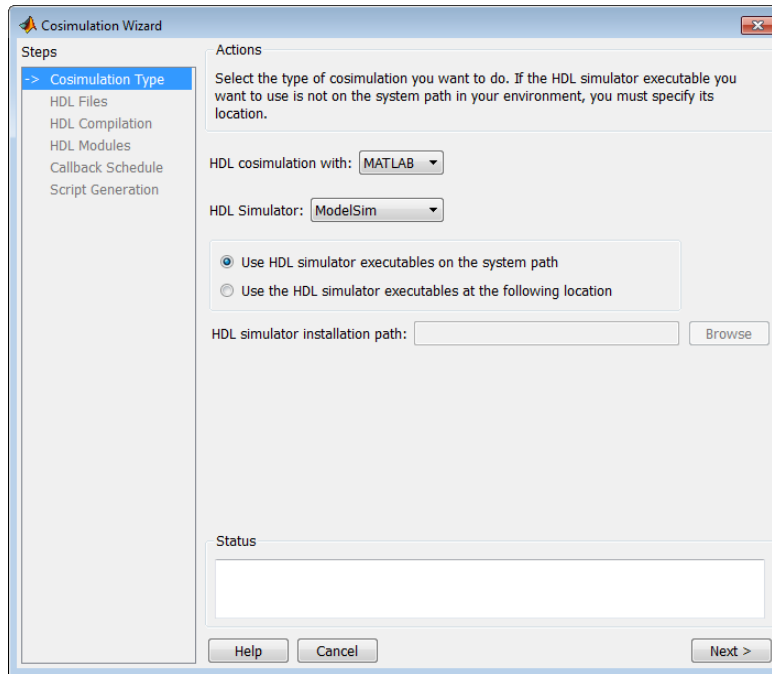 Cosimulation Wizard
Steps
-> Cosimulation Type
HDL Files
HDL Compilation
HDL Modules
Callback Schedule
Script Generation
Actions
Select the type of cosimulation you want to do. If the HDL simulator executable you
want to use is not on the system path in your environment, you must specify its
location.
HDL cosimulation with: MATLAB
HDL Simulator: ModelSim
Use HDL simulator executables on the system path
Use the HDL simulator executables at the following location
HDL simulator installation path: Browse
Status
Help Cancel Next >